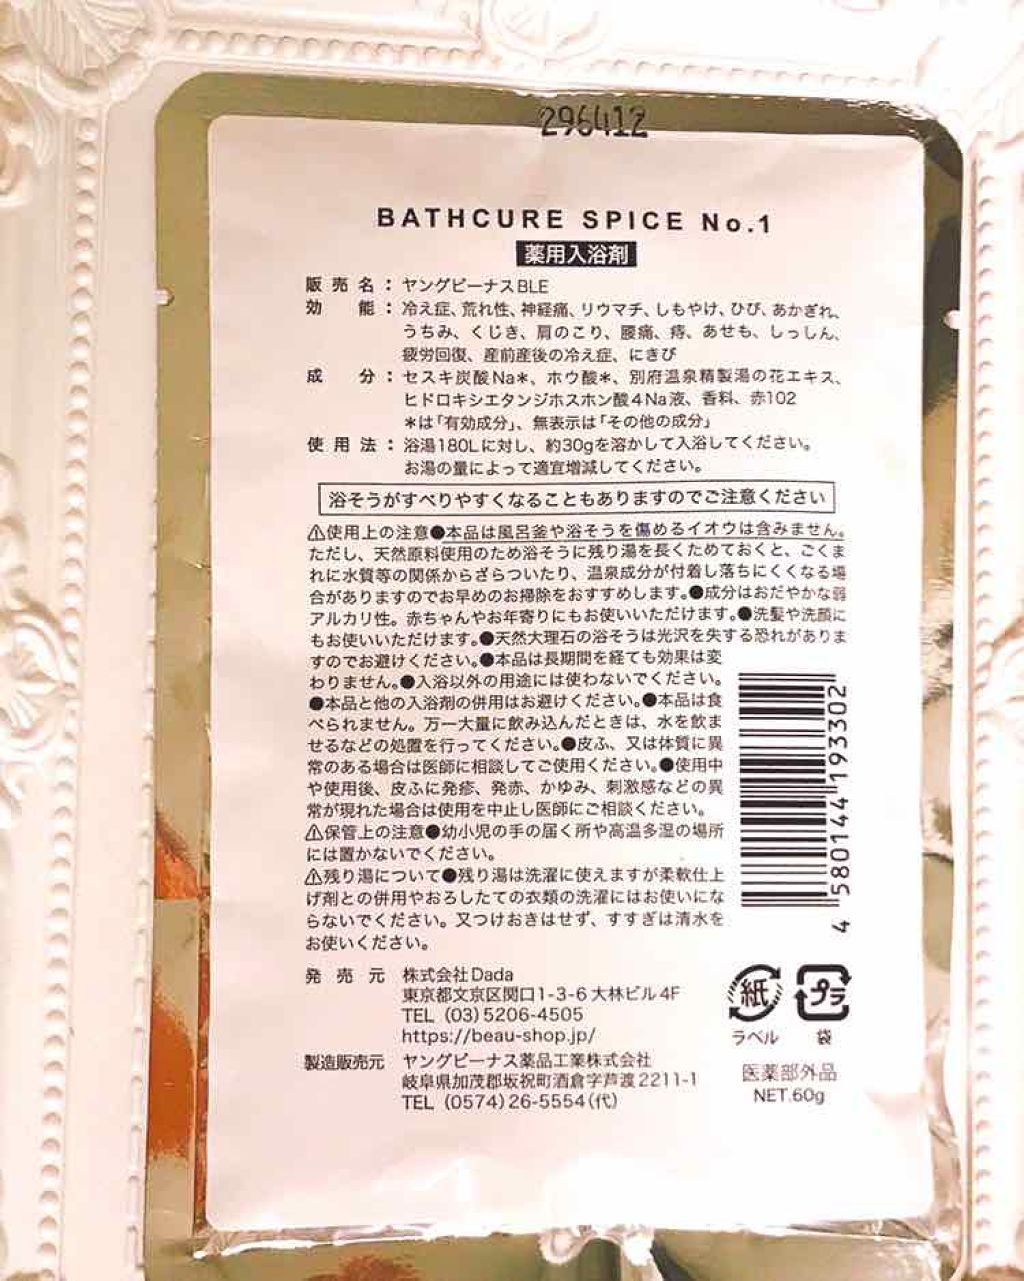 296412
BATHCURE SPICE No.1
薬用入浴剤
販売名：ヤングビーナスBLE
効能：冷え症、荒れ性、神経痛、リウマチ、しもやけ、ひび、あかぎれ、
うちみ、くじき、肩のこり、腰痛、痔、あせも、しっしん、
疲労回復、産前産後の冷え症、にきび
成分：セスキ炭酸Na＊、ホウ酸＊、別府温泉精製湯の花エキス、
ヒドロキシエタンジホスホン酸4Na液、香料、赤102
＊は「有効成分」、無表示は「その他の成分」
使用法：浴湯180Lに対し、約30gを溶かして入浴してください。
お湯の量によって適宜増減してください。
浴そうがすべりやすくなることもありますのでご注意ください
⚠使用上の注意●本品は風呂釜や浴そうを傷めるイオウは含みません。
ただし、天然原料使用のため浴そうに残り湯を長くためておくと、ごくま
れに水質等の関係からざらついたり、温泉成分が付着し落ちにくくなる場
合がありますのでお早めのお掃除をおすすめします。●成分はおだやかな弱
アルカリ性。赤ちゃんやお年寄りにもお使いいただけます。●洗髪や洗顔に
もお使いいただけます。●天然大理石の浴そうは光沢を失する恐れがありま
すのでお避けください。●本品は長期間を経ても効果は変
わりません。●入浴以外の用途には使わないでください。
●本品と他の入浴剤の併用はお避けください。●本品は食
べられません。万一大量に飲み込んだときは、水を飲ま
せるなどの処置を行ってください。●皮ふ、又は体質に異
常のある場合は医師に相談してご使用ください。●使用中
や使用後、皮ふに発疹、発赤、かゆみ、刺激感などの異
常が現れた場合は使用を中止し医師にご相談ください。
⚠保管上の注意●幼小児の手の届く所や高温多湿の場所
には置かないでください。
⚠残り湯について●残り湯は洗濯に使えますが柔軟仕上
げ剤との併用やおろしたての衣類の洗濯にはお使いにな
らないでください。又つけおきはせず、すすぎは清水を
お使いください。
4580144193302
発売元 株式会社Dada
東京都文京区関口1-3-6大林ビル4F
TEL (03)5206-4505
https://beau-shop.jp/
製造販売元 ヤングビーナス薬品工業株式会社
岐阜県加茂郡坂祝町酒倉字芦渡2211-1
TEL (0574)26-5554(代)
紙 プラ
ラベル 袋
医薬部外品
NET.60g